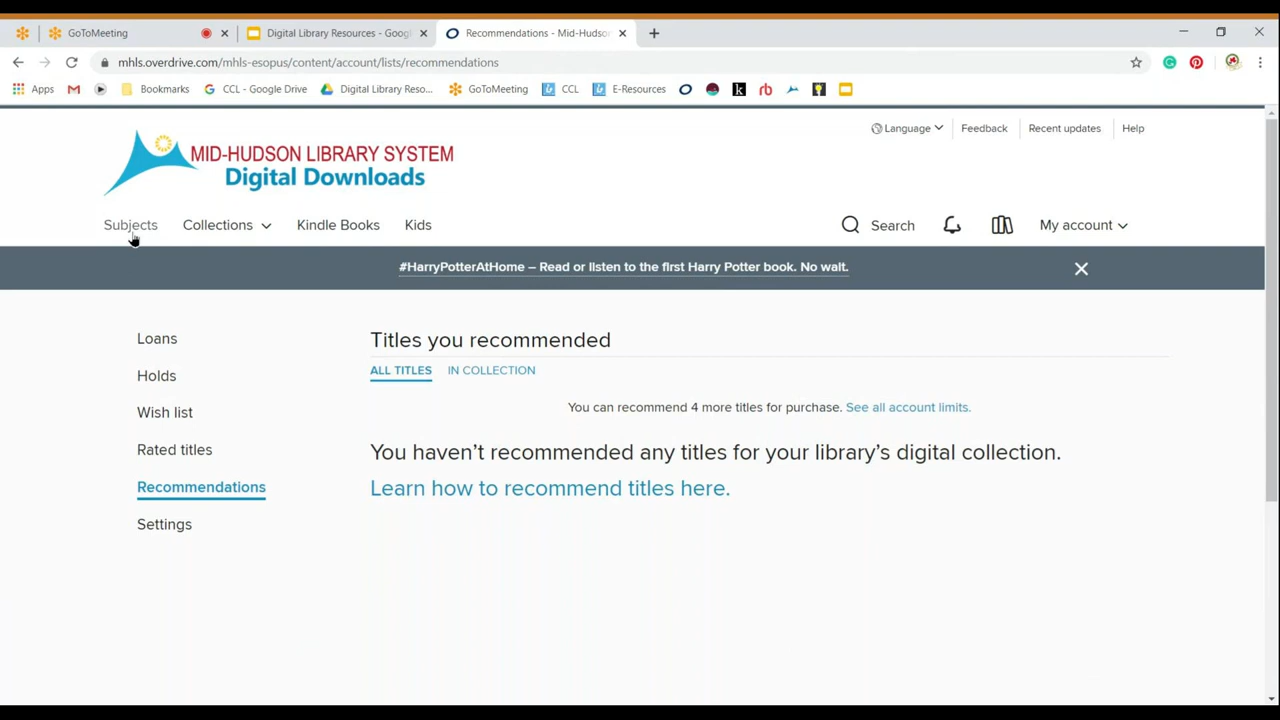 GoToMeeting
Digital Library Resources - Goog
Recommendations - Mid-Hudson
mhls.overdrive.com/mhls-esopus/content/account/lists/recommendations
Apps
Bookmarks
CCL - Google Drive
Digital Library Reso...
GoToMeeting
CCL
E-Resources
Language
Feedback
Recent updates
Help
MID-HUDSON LIBRARY SYSTEM
Digital Downloads
Subjects
Collections
Kindle Books
Kids
Search
My account
#HarryPotterAtHome – Read or listen to the first Harry Potter book. No wait.
Loans
Holds
Wish list
Rated titles
Recommendations
Settings
Titles you recommended
ALL TITLES
IN COLLECTION
You can recommend 4 more titles for purchase. See all account limits.
You haven't recommended any titles for your library's digital collection.
Learn how to recommend titles here.